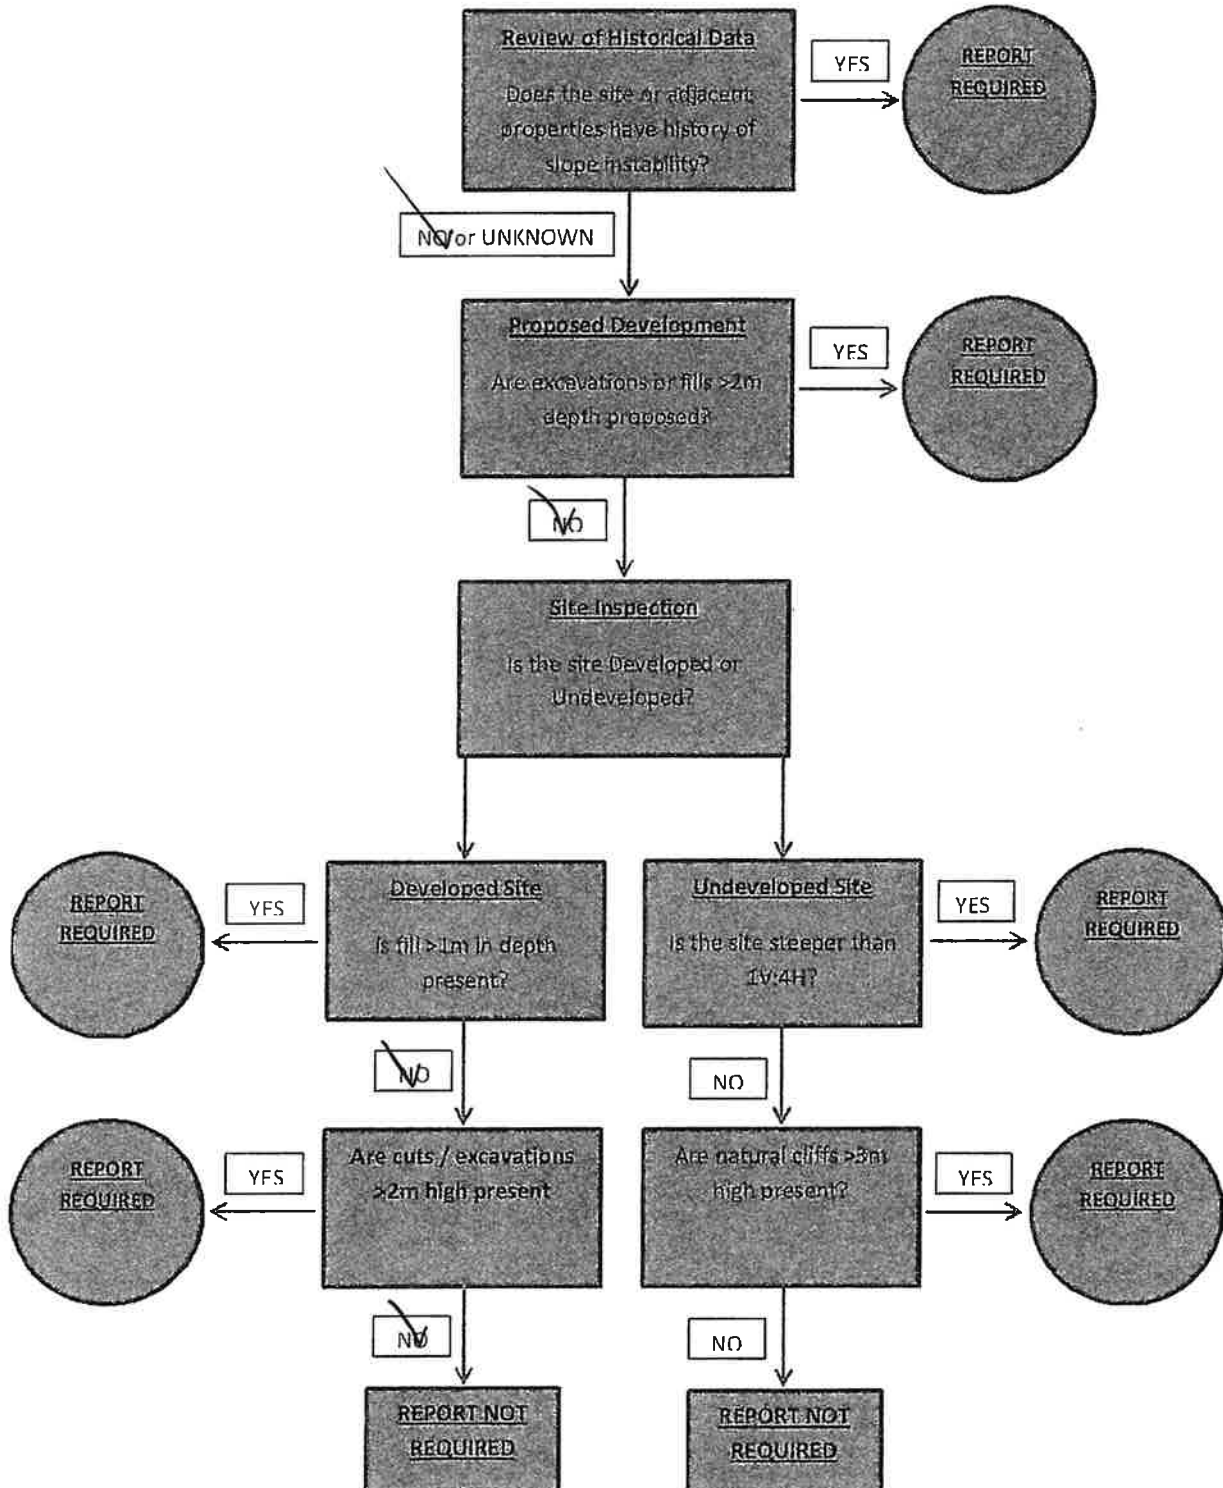 Review of Historical Data
Does the site or adjacent
properties have history of
slope instability?
YES
REPORT
REQUIRED
NO/or UNKNOWN
Proposed Development
Are excavations or fills >2m
depth proposed?
YES
REPORT
REQUIRED
NO
Site Inspection
Is the site Developed or
Undeveloped?
REPORT
REQUIRED
YES
Developed Site
Is fill >1m in depth
present?
Undeveloped Site
Is the site steeper than
1V:4H?
YES
REPORT
REQUIRED
NO
NO
REPORT
REQUIRED
YES
Are cuts / excavations
>2m high present
Are natural cliffs >3m
high present?
YES
REPORT
REQUIRED
NO
NO
REPORT NOT
REQUIRED
REPORT NOT
REQUIRED